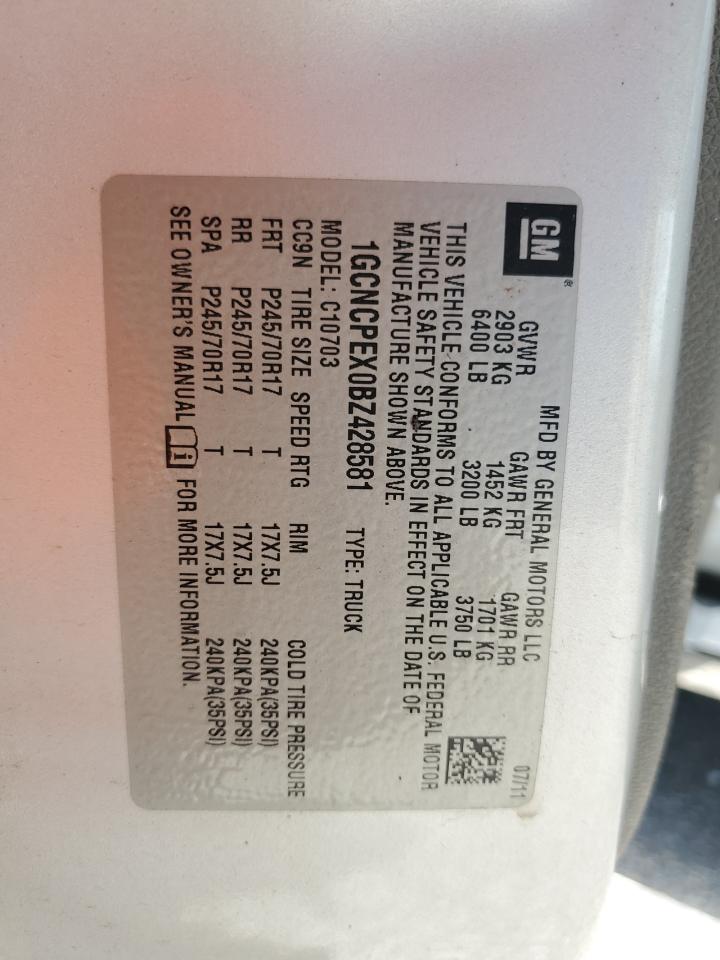 GM®
MFD BY GENERAL MOTORS LLC 07/11
GVWR GAWR FRT GAWR RR
2903 KG 1452 KG 1701 KG
6400 LB 3200 LB 3750 LB
THIS VEHICLE CONFORMS TO ALL APPLICABLE U.S. FEDERAL MOTOR
VEHICLE SAFETY STANDARDS IN EFFECT ON THE DATE OF
MANUFACTURE SHOWN ABOVE.
1GCNCPEX0BZ428581 TYPE: TRUCK
MODEL: C10703
CC9N TIRE SIZE SPEED RTG RIM COLD TIRE PRESSURE
FRT P245/70R17 T 17X7.5J 240KPA(35PSI)
RR P245/70R17 T 17X7.5J 240KPA(35PSI)
SPA P245/70R17 T 17X7.5J 240KPA(35PSI)
SEE OWNER'S MANUAL i FOR MORE INFORMATION.